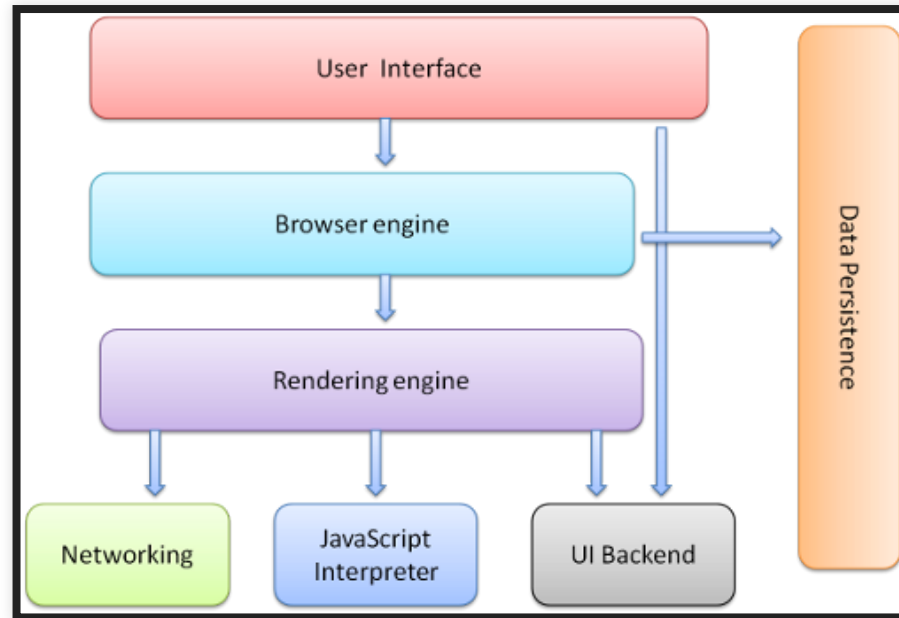 User Interface
Browser engine
Rendering engine
Networking
JavaScript
Interpreter
UI Backend
Data Persistence